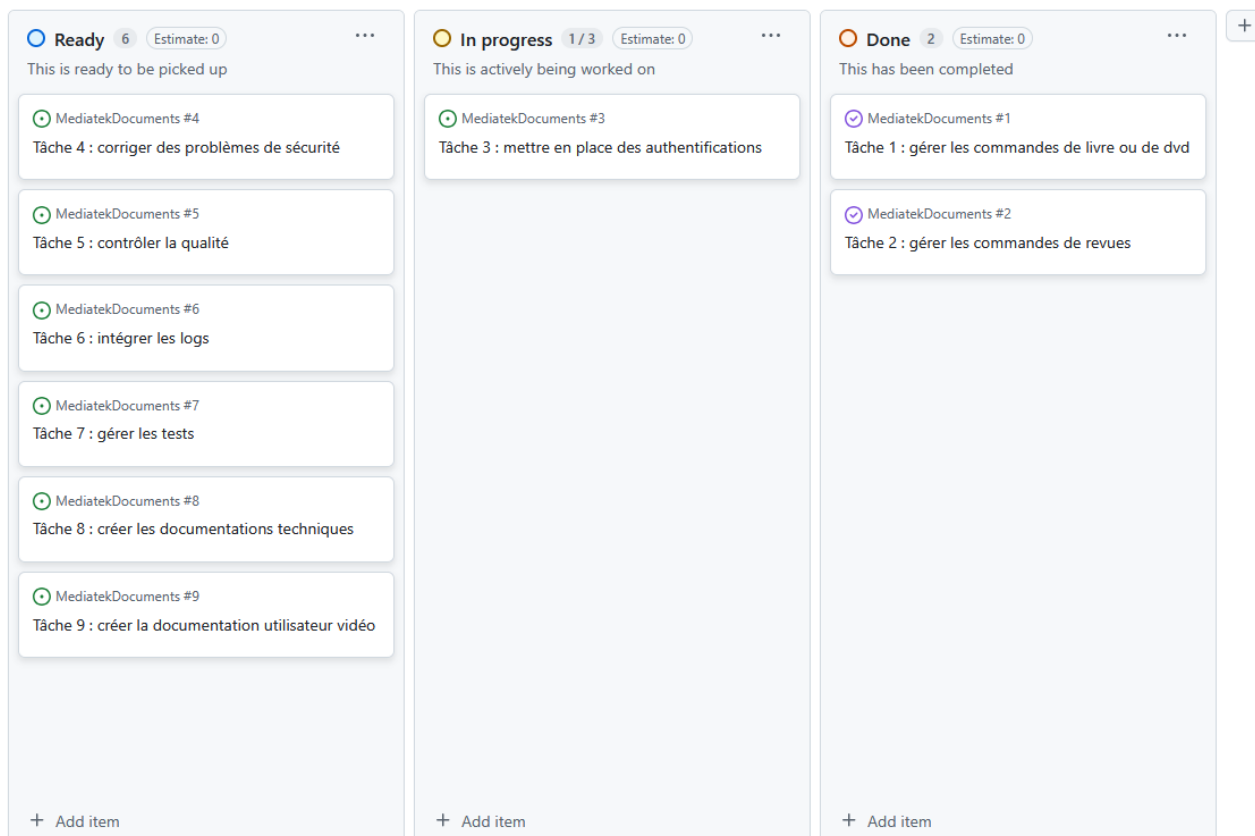 Ready 6 Estimate: 0 ...
This is ready to be picked up
MediatekDocuments #4
Tâche 4 : corriger des problèmes de sécurité
MediatekDocuments #5
Tâche 5 : contrôler la qualité
MediatekDocuments #6
Tâche 6 : intégrer les logs
MediatekDocuments #7
Tâche 7 : gérer les tests
MediatekDocuments #8
Tâche 8 : créer les documentations techniques
MediatekDocuments #9
Tâche 9 : créer la documentation utilisateur vidéo
+ Add item
In progress 1 / 3 Estimate: 0 ...
This is actively being worked on
MediatekDocuments #3
Tâche 3 : mettre en place des authentifications
+ Add item
Done 2 Estimate: 0 ...
This has been completed
MediatekDocuments #1
Tâche 1 : gérer les commandes de livre ou de dvd
MediatekDocuments #2
Tâche 2 : gérer les commandes de revues
+ Add item
+